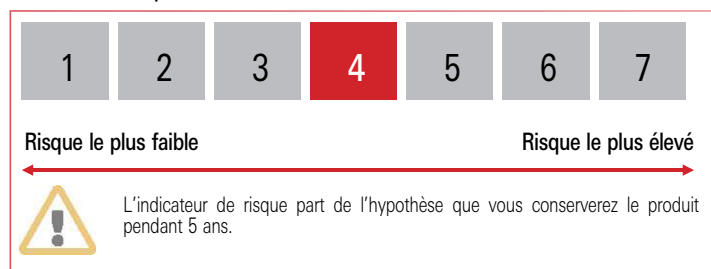 1 2 3 4 5 6 7
Risque le plus faible Risque le plus élevé
L'indicateur de risque part de l'hypothèse que vous conserverez le produit
pendant 5 ans.